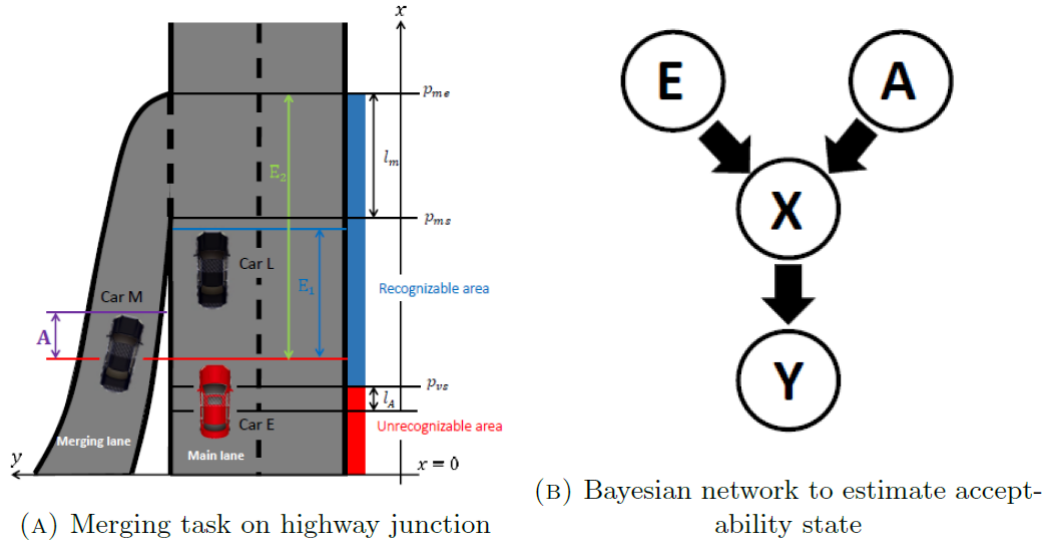 x
p_me
l_m
E_2
p_ms
Car L
Car M
E_1
Recognizable area
A
p_vs
l_A
Car E
Unrecognizable area
Merging lane
Main lane
y
x = 0
(A) Merging task on highway junction
E
A
X
Y
(B) Bayesian network to estimate accept-
ability state